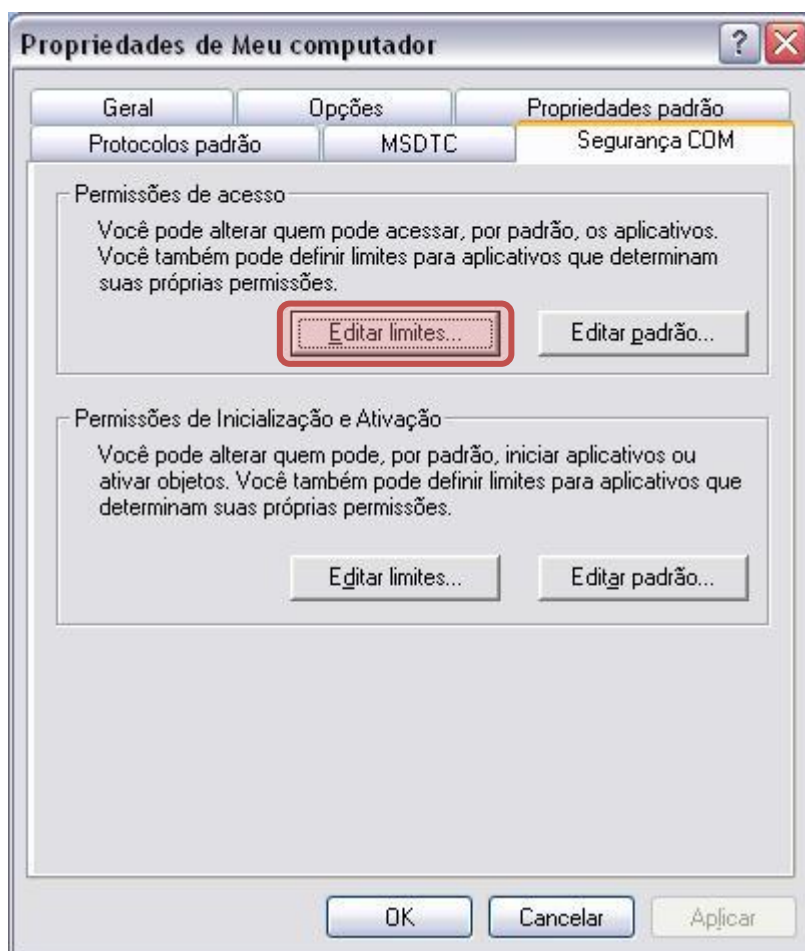 Propriedades de Meu computador
?
Geral
Opções
Propriedades padrão
Protocolos padrão
MSDTC
Segurança COM
Permissões de acesso
Você pode alterar quem pode acessar, por padrão, os aplicativos.
Você também pode definir limites para aplicativos que determinam
suas próprias permissões.
Editar limites...
Editar padrão...
Permissões de Inicialização e Ativação
Você pode alterar quem pode, por padrão, iniciar aplicativos ou
ativar objetos. Você também pode definir limites para aplicativos que
determinam suas próprias permissões.
Editar limites...
Editar padrão...
OK
Cancelar
Aplicar